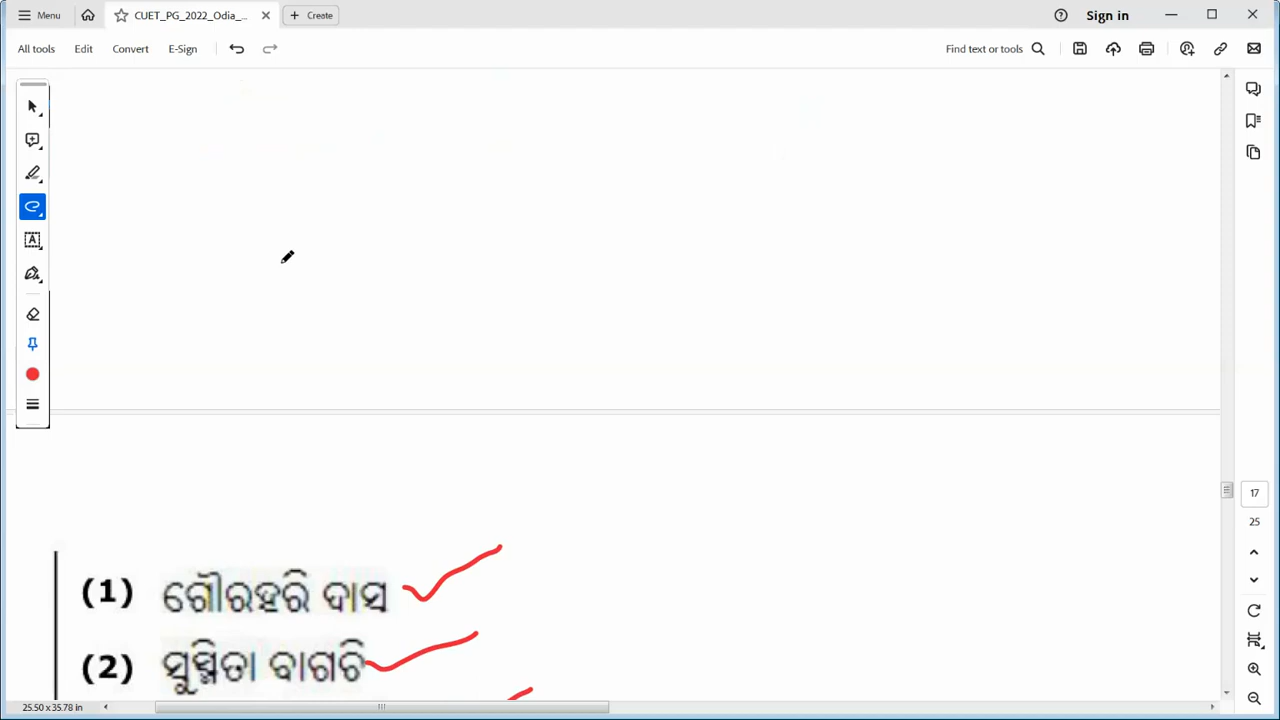 Menu CUET_PG_2022_Odia_... Create Sign in
All tools Edit Convert E-Sign Find text or tools
17
25
(1) ଗୌରହରି ଦାସ
(2) ସୁସ୍ମିତା ବାଗଚି
25.50 x 35.78 in